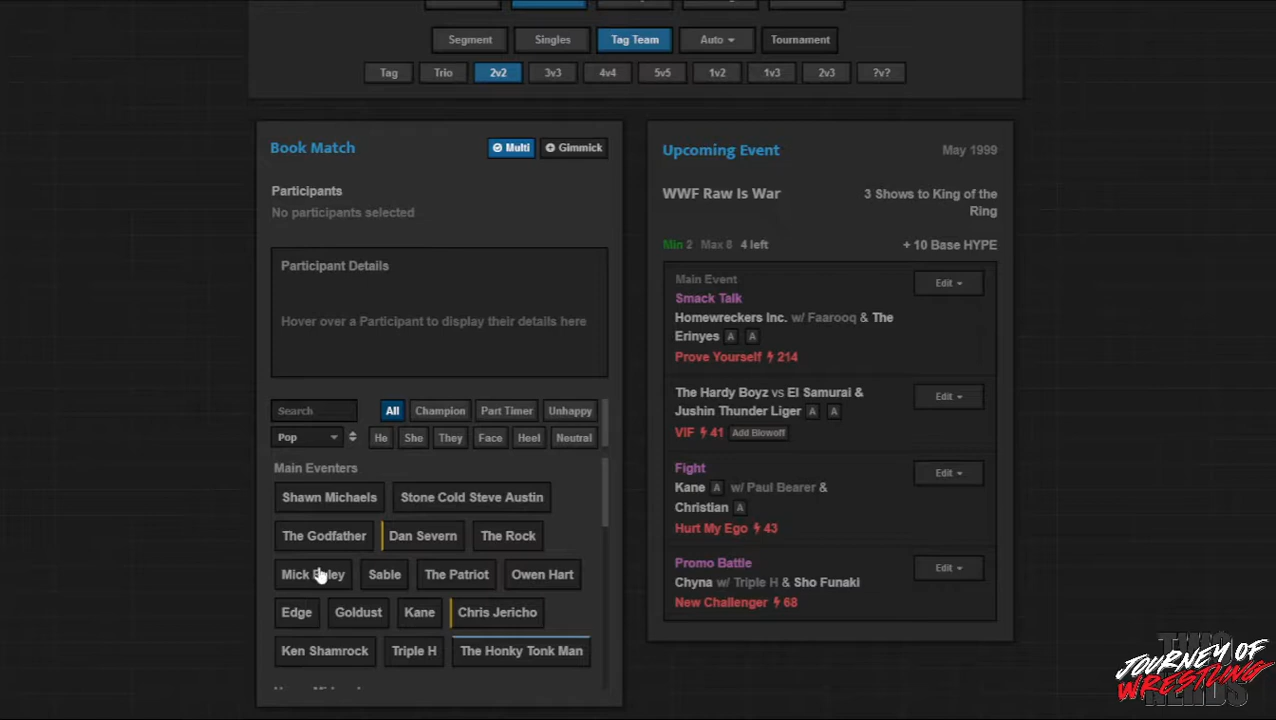 Segment Singles Tag Team Auto Tournament
Tag Trio 2v2 3v3 4v4 5v5 1v2 1v3 2v3 ?v?
Book Match Multi Gimmick
Participants
No participants selected
Participant Details
Hover over a Participant to display their details here
Search All Champion Part Timer Unhappy
Pop He She They Face Heel Neutral
Main Eventers
Shawn Michaels Stone Cold Steve Austin
The Godfather Dan Severn The Rock
Mick Sable The Patriot Owen Hart
Edge Goldust Kane Chris Jericho
Ken Shamrock Triple H The Honky Tonk Man
Upcoming Event May 1999
WWF Raw Is War 3 Shows to King of the
Ring
Min 2 Max 8 4 left + 10 Base HYPE
Main Event Edit
Smack Talk
Homewreckers Inc. w/ Faarooq & The
Erinyes A A
Prove Yourself 214
The Hardy Boyz vs El Samurai & Edit
Jushin Thunder Liger A A
VIF 41 Add Blowoff
Fight Edit
Kane A w/ Paul Bearer &
Christian A
Hurt My Ego 43
Promo Battle Edit
Chyna w/ Triple H & Sho Funaki
New Challenger 68
JOURNEY OF
WRESTLING